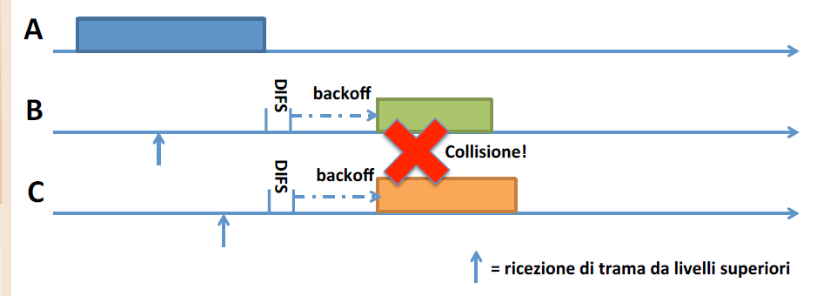 A
DIFS
backoff
B
Collisione!
DIFS
backoff
C
= ricezione di trama da livelli superiori